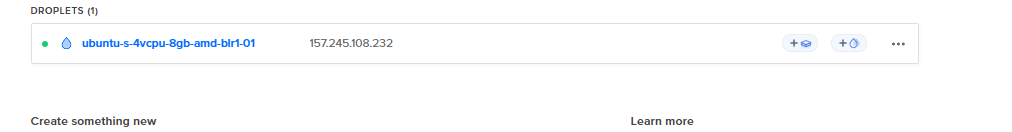 DROPLETS (1)
ubuntu-s-4vcpu-8gb-amd-blr1-01 157.245.108.232
Create something new Learn more